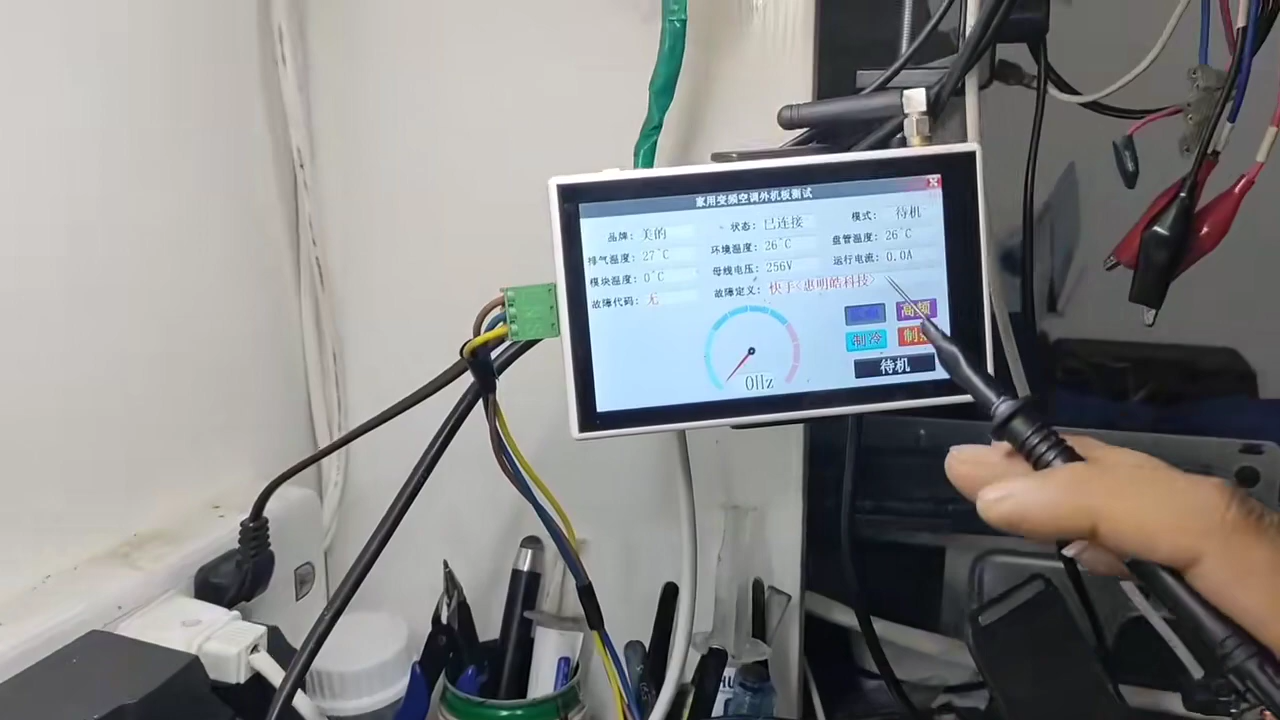 家用变频空调外机板测试
品牌: 美的 状态: 已连接 模式: 待机
排气温度: 27°C 环境温度: 26°C 盘管温度: 26°C
模块温度: 0°C 母线电压: 256V 运行电流: 0.0A
故障代码: 无 故障定义: 快手<惠明皓科技>
高频
制冷 制
0Hz 待机